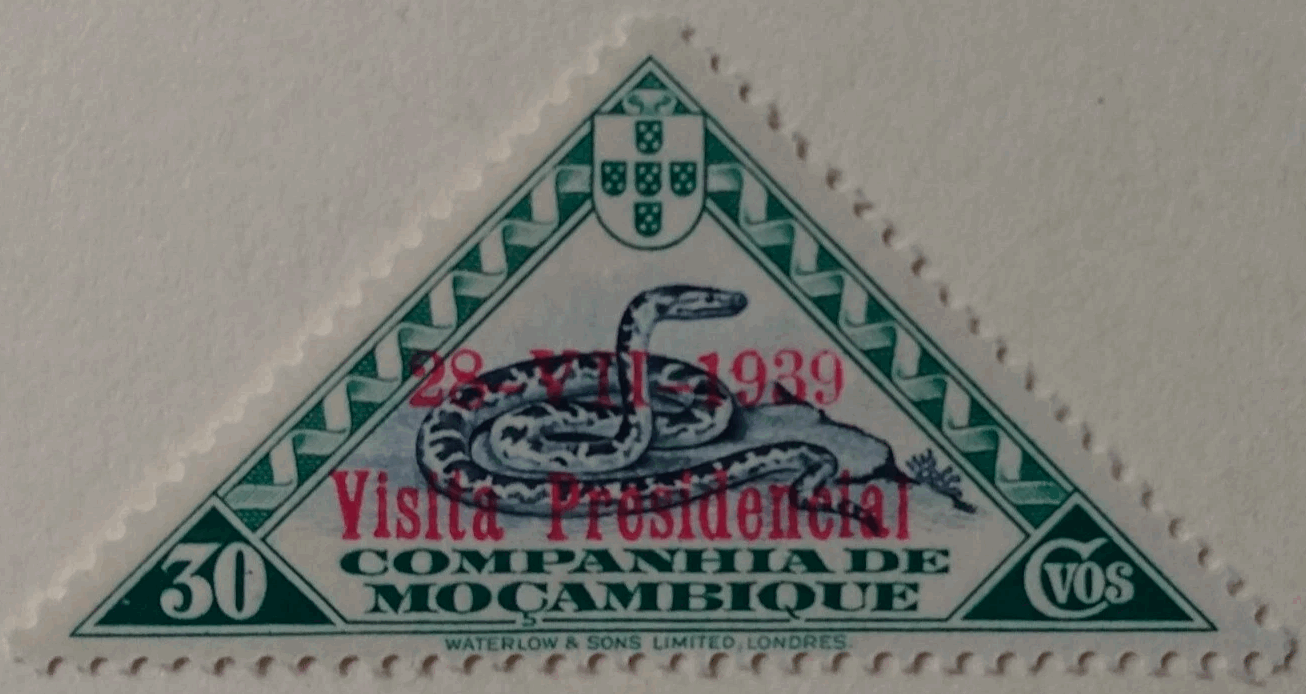 28-VII-1939
Visita Presidencial
COMPANHIA DE
MOÇAMBIQUE
30
CVOS
WATERLOW & SONS LIMITED, LONDRES.